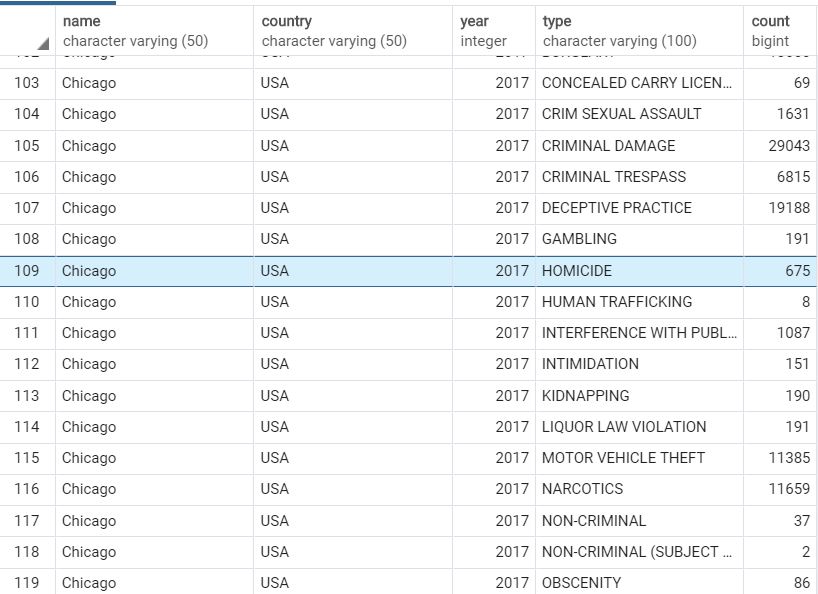 name country year type count
character varying (50) character varying (50) integer character varying (100) bigint
103 Chicago USA 2017 CONCEALED CARRY LICEN... 69
104 Chicago USA 2017 CRIM SEXUAL ASSAULT 1631
105 Chicago USA 2017 CRIMINAL DAMAGE 29043
106 Chicago USA 2017 CRIMINAL TRESPASS 6815
107 Chicago USA 2017 DECEPTIVE PRACTICE 19188
108 Chicago USA 2017 GAMBLING 191
109 Chicago USA 2017 HOMICIDE 675
110 Chicago USA 2017 HUMAN TRAFFICKING 8
111 Chicago USA 2017 INTERFERENCE WITH PUBL... 1087
112 Chicago USA 2017 INTIMIDATION 151
113 Chicago USA 2017 KIDNAPPING 190
114 Chicago USA 2017 LIQUOR LAW VIOLATION 191
115 Chicago USA 2017 MOTOR VEHICLE THEFT 11385
116 Chicago USA 2017 NARCOTICS 11659
117 Chicago USA 2017 NON-CRIMINAL 37
118 Chicago USA 2017 NON-CRIMINAL (SUBJECT ... 2
119 Chicago USA 2017 OBSCENITY 86